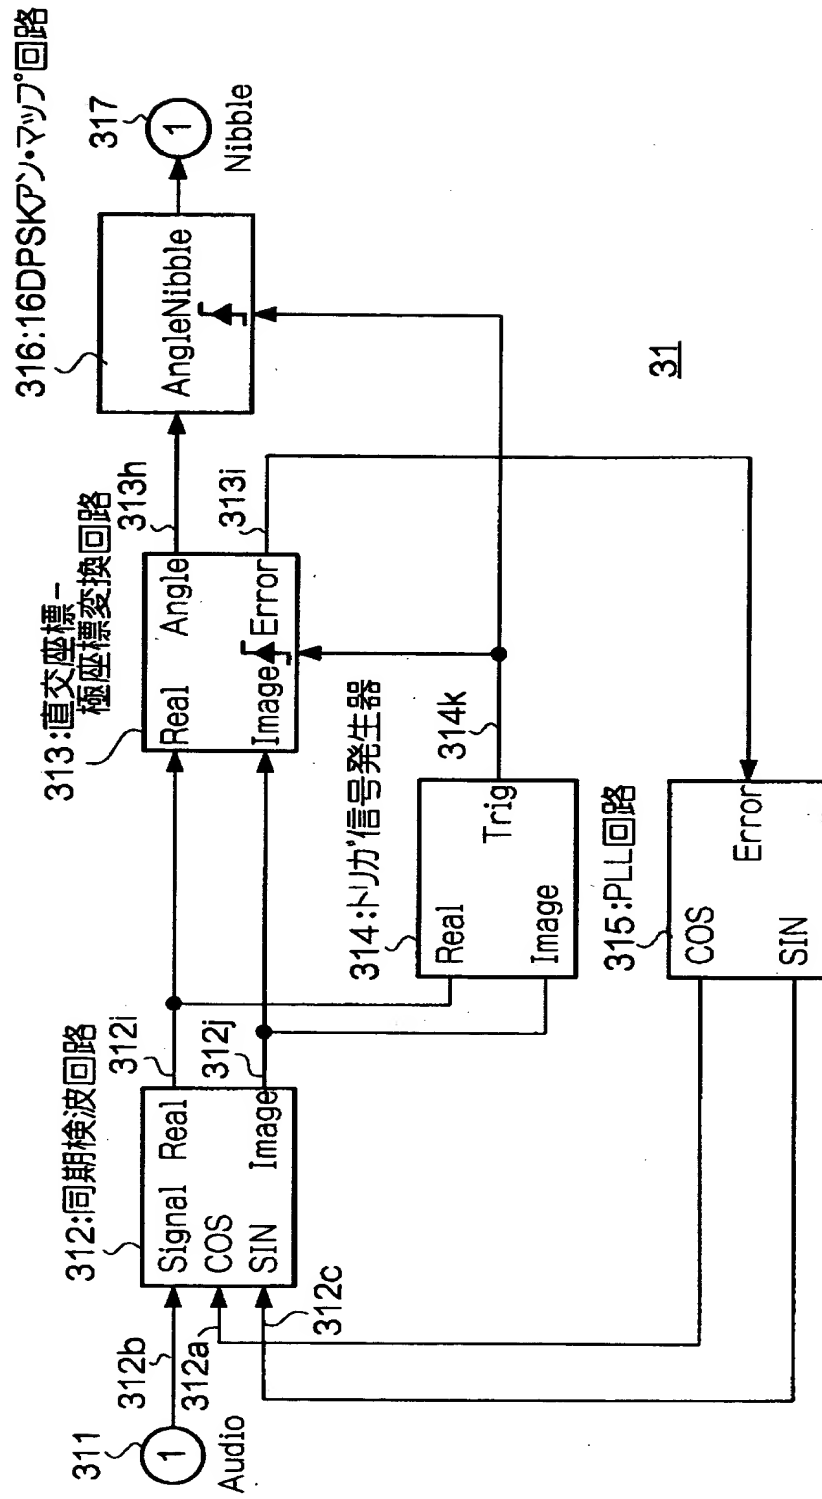 311
1
Audio
312b
312a
312c
312:同期検波回路
Signal Real
COS
SIN Image
312i
312j
313:直交座標-
極座標変換回路
Real Angle
Image Error
313h
313i
314:トリガ信号発生器
Real
Trig
Image
314k
315:PLL回路
COS
Error
SIN
316:16DPSKアン・マップ回路
AngleNibble
317
1
Nibble
31